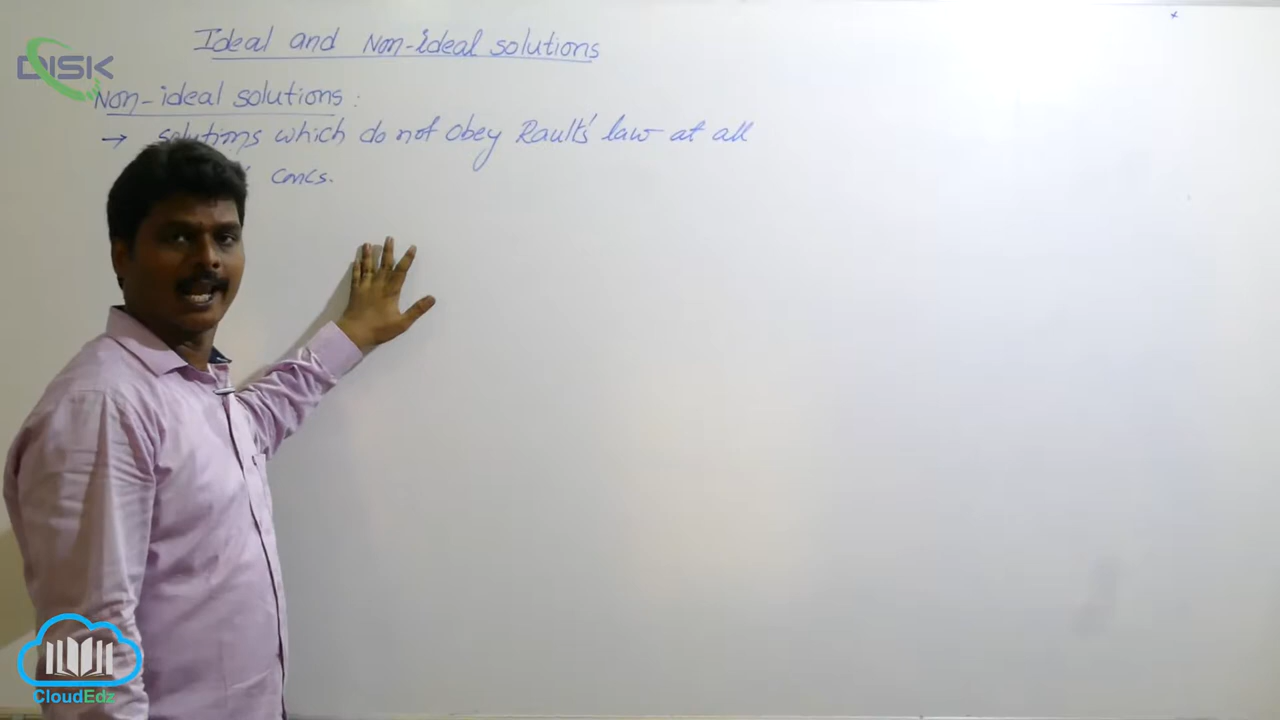 Ideal and Non-ideal solutions
DISK
Non-ideal solutions :
→ solutions which do not obey Rault's law at all
concs.
CloudEdz